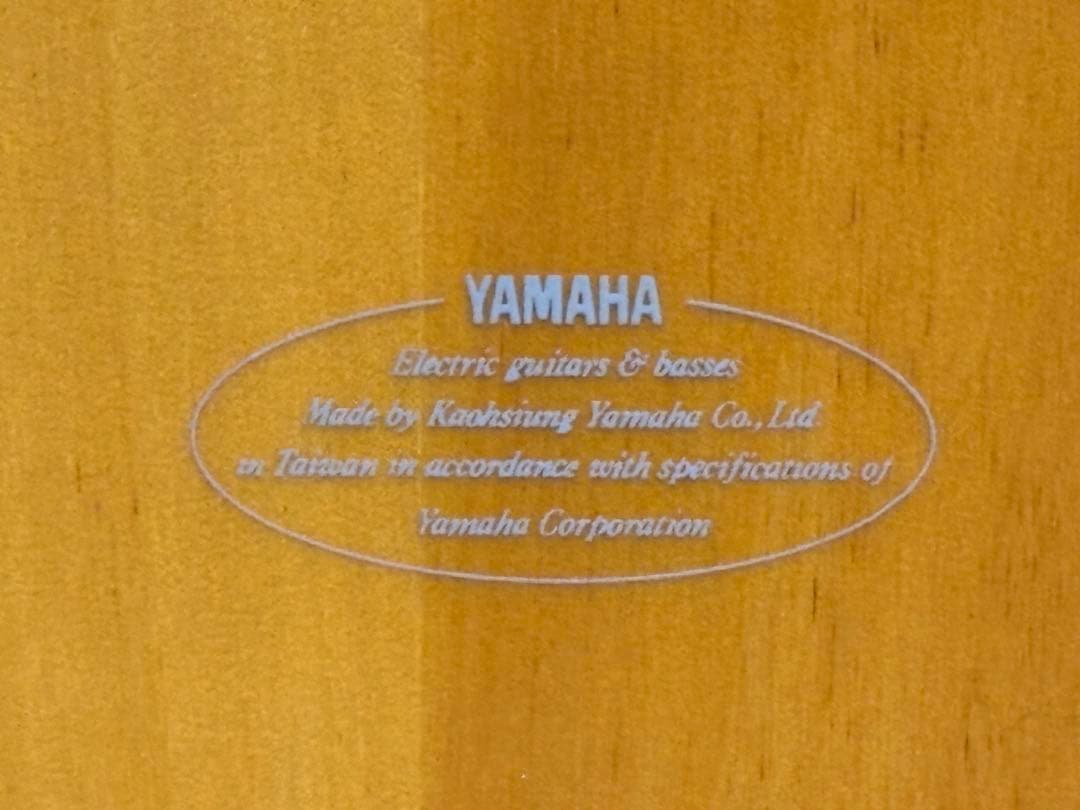 YAMAHA
Electric guitars & basses
Made by Kaohsiung Yamaha Co., Ltd
in Taiwan in accordance with specifications of
Yamaha Corporation